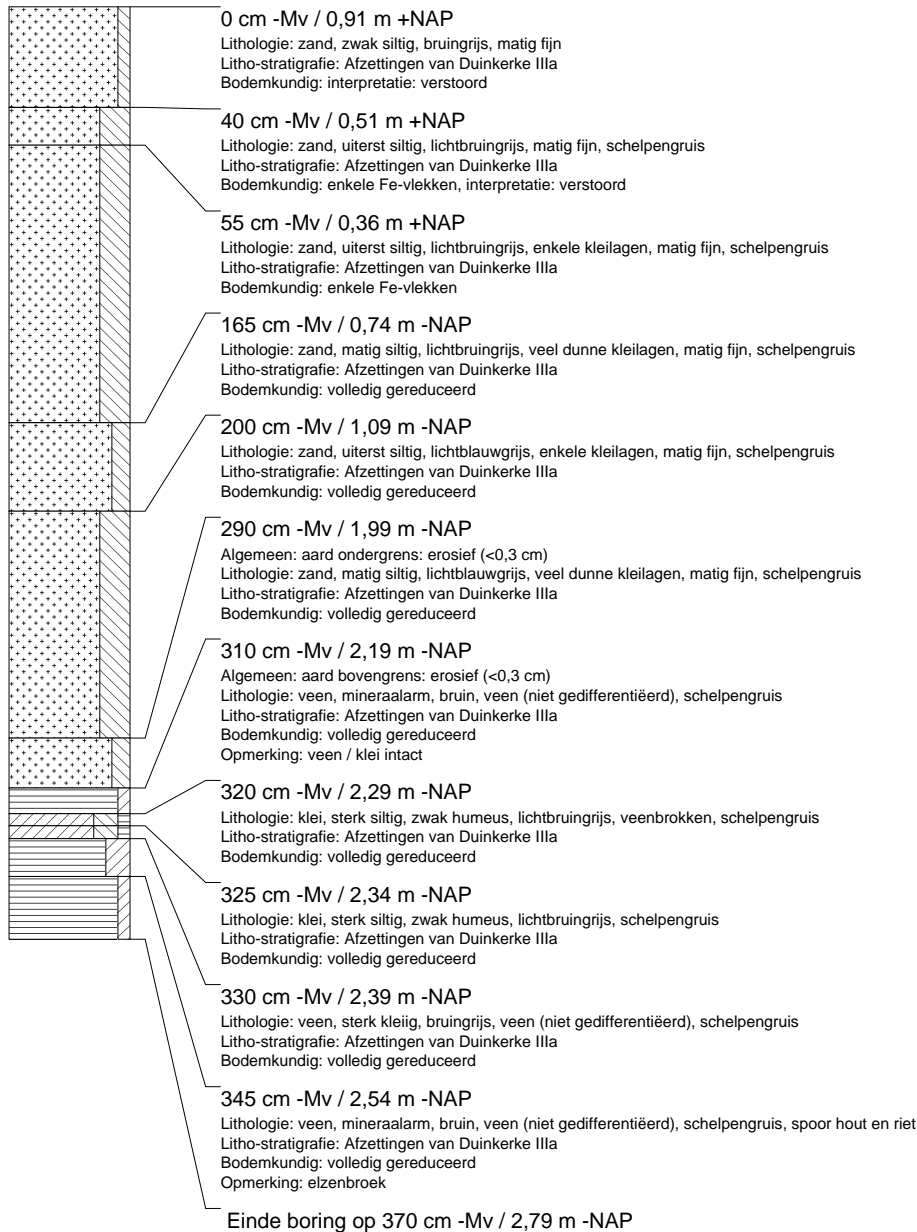 0 cm -Mv / 0,91 m +NAP
Lithologie: zand, zwak siltig, bruingrijs, matig fijn
Litho-stratigrafie: Afzettingen van Duinkerke IIIa
Bodemkundig: interpretatie: verstoord
40 cm -Mv / 0,51 m +NAP
Lithologie: zand, uiterst siltig, lichtbruingrijs, matig fijn, schelpengruis
Litho-stratigrafie: Afzettingen van Duinkerke IIIa
Bodemkundig: enkele Fe-vlekken, interpretatie: verstoord
55 cm -Mv / 0,36 m +NAP
Lithologie: zand, uiterst siltig, lichtbruingrijs, enkele kleilagen, matig fijn, schelpengruis
Litho-stratigrafie: Afzettingen van Duinkerke IIIa
Bodemkundig: enkele Fe-vlekken
165 cm -Mv / 0,74 m -NAP
Lithologie: zand, matig siltig, lichtbruingrijs, veel dunne kleilagen, matig fijn, schelpengruis
Litho-stratigrafie: Afzettingen van Duinkerke IIIa
Bodemkundig: volledig gereduceerd
200 cm -Mv / 1,09 m -NAP
Lithologie: zand, uiterst siltig, lichtblauwgrijs, enkele kleilagen, matig fijn, schelpengruis
Litho-stratigrafie: Afzettingen van Duinkerke IIIa
Bodemkundig: volledig gereduceerd
290 cm -Mv / 1,99 m -NAP
Algemeen: aard ondergrens: erosief (<0,3 cm)
Lithologie: zand, matig siltig, lichtblauwgrijs, veel dunne kleilagen, matig fijn, schelpengruis
Litho-stratigrafie: Afzettingen van Duinkerke IIIa
Bodemkundig: volledig gereduceerd
310 cm -Mv / 2,19 m -NAP
Algemeen: aard bovengrens: erosief (<0,3 cm)
Lithologie: veen, mineraalarm, bruin, veen (niet gedifferentiëerd), schelpengruis
Litho-stratigrafie: Afzettingen van Duinkerke IIIa
Bodemkundig: volledig gereduceerd
Opmerking: veen / klei intact
320 cm -Mv / 2,29 m -NAP
Lithologie: klei, sterk siltig, zwak humeus, lichtbruingrijs, veenbrokken, schelpengruis
Litho-stratigrafie: Afzettingen van Duinkerke IIIa
Bodemkundig: volledig gereduceerd
325 cm -Mv / 2,34 m -NAP
Lithologie: klei, sterk siltig, zwak humeus, lichtbruingrijs, schelpengruis
Litho-stratigrafie: Afzettingen van Duinkerke IIIa
Bodemkundig: volledig gereduceerd
330 cm -Mv / 2,39 m -NAP
Lithologie: veen, sterk kleiig, bruingrijs, veen (niet gedifferentiëerd), schelpengruis
Litho-stratigrafie: Afzettingen van Duinkerke IIIa
Bodemkundig: volledig gereduceerd
345 cm -Mv / 2,54 m -NAP
Lithologie: veen, mineraalarm, bruin, veen (niet gedifferentiëerd), schelpengruis, spoor hout en riet
Litho-stratigrafie: Afzettingen van Duinkerke IIIa
Bodemkundig: volledig gereduceerd
Opmerking: elzenbroek
Einde boring op 370 cm -Mv / 2,79 m -NAP